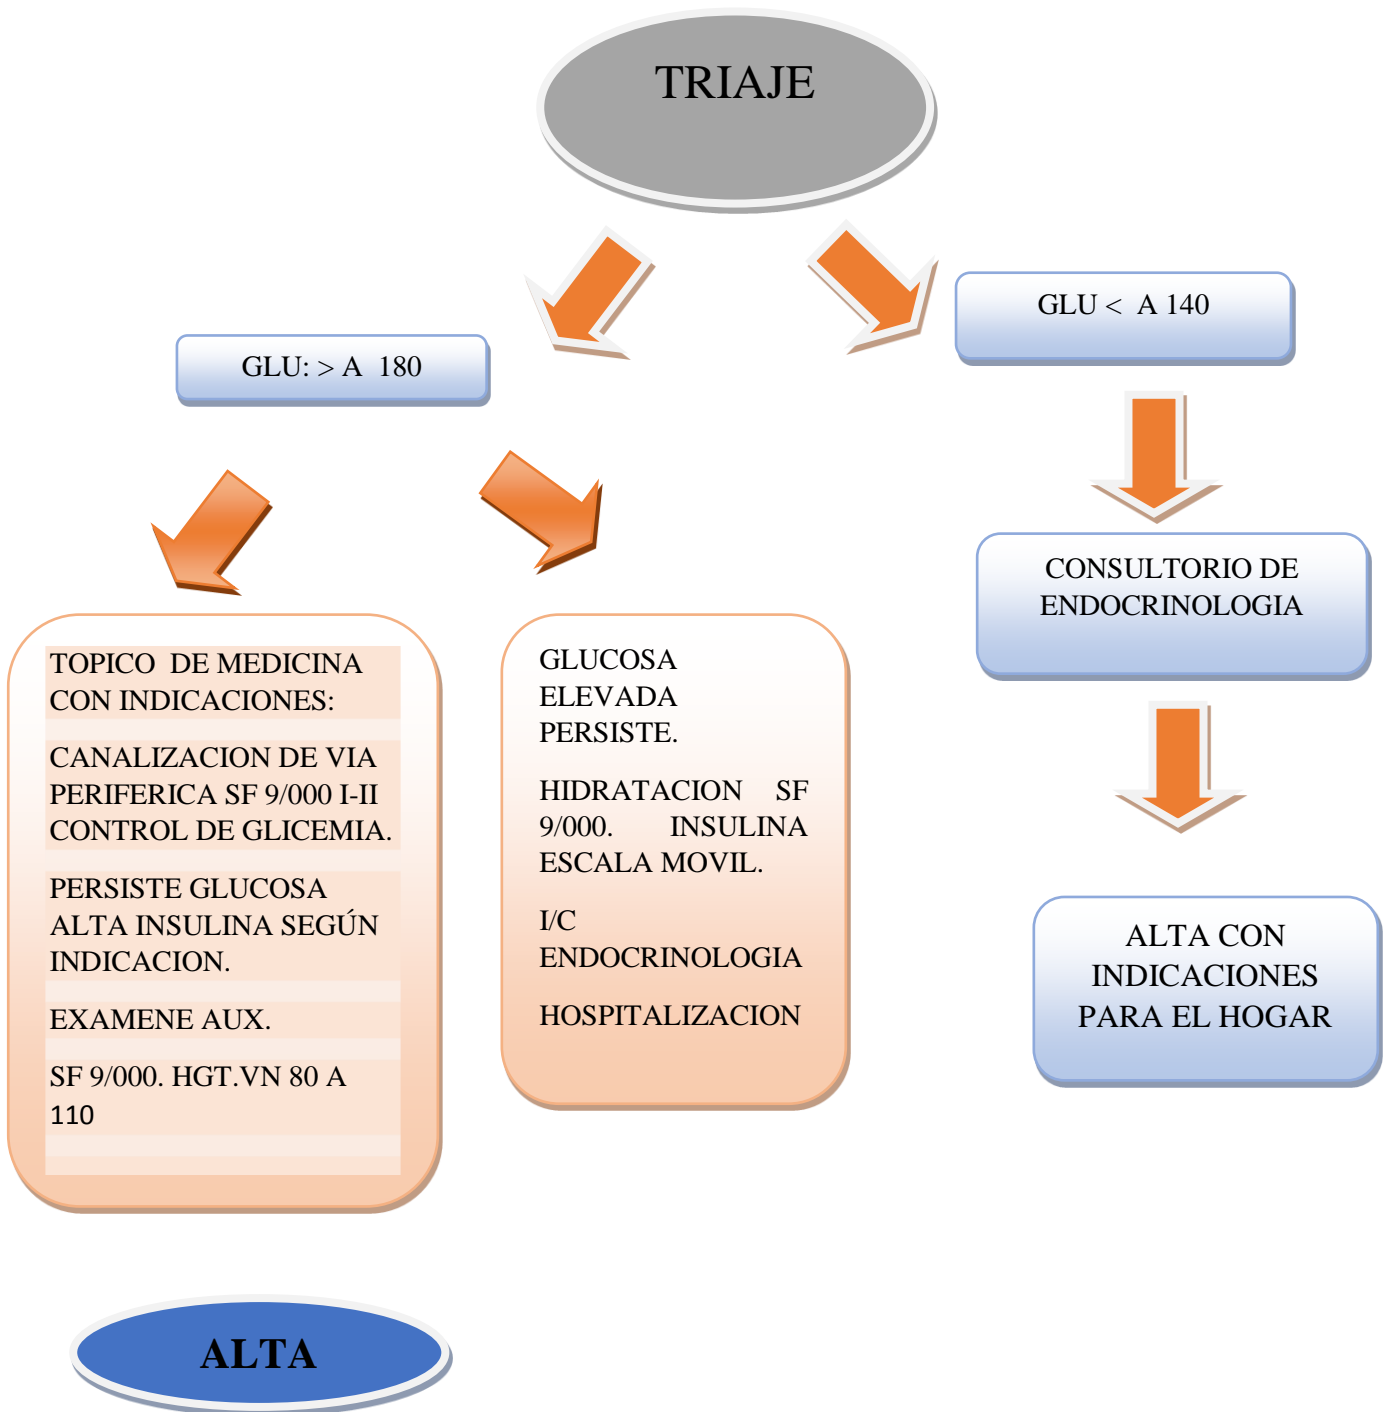 TRIAJE
GLU < A 140
GLU: > A 180
CONSULTORIO DE
ENDOCRINOLOGIA
TOPICO DE MEDICINA
CON INDICACIONES:
CANALIZACION DE VIA
PERIFERICA SF 9/000 I-II
CONTROL DE GLICEMIA.
PERSISTE GLUCOSA
ALTA INSULINA SEGÚN
INDICACION.
EXAMENE AUX.
SF 9/000. HGT.VN 80 A
110
GLUCOSA
ELEVADA
PERSISTE.
HIDRATACION SF
9/000. INSULINA
ESCALA MOVIL.
I/C
ENDOCRINOLOGIA
HOSPITALIZACION
ALTA CON
INDICACIONES
PARA EL HOGAR
ALTA